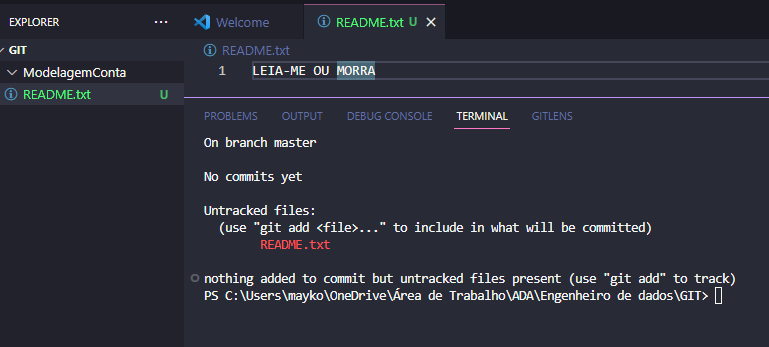 EXPLORER ...
Welcome
README.txt U
GIT
ModelagemConta
README.txt U
README.txt
1 LEIA-ME OU MORRA
PROBLEMS OUTPUT DEBUG CONSOLE TERMINAL GITLENS
On branch master
No commits yet
Untracked files:
(use "git add <file>..." to include in what will be committed)
README.txt
nothing added to commit but untracked files present (use "git add" to track)
PS C:\Users\mayko\OneDrive\Área de Trabalho\ADA\Engenheiro de dados\GIT>